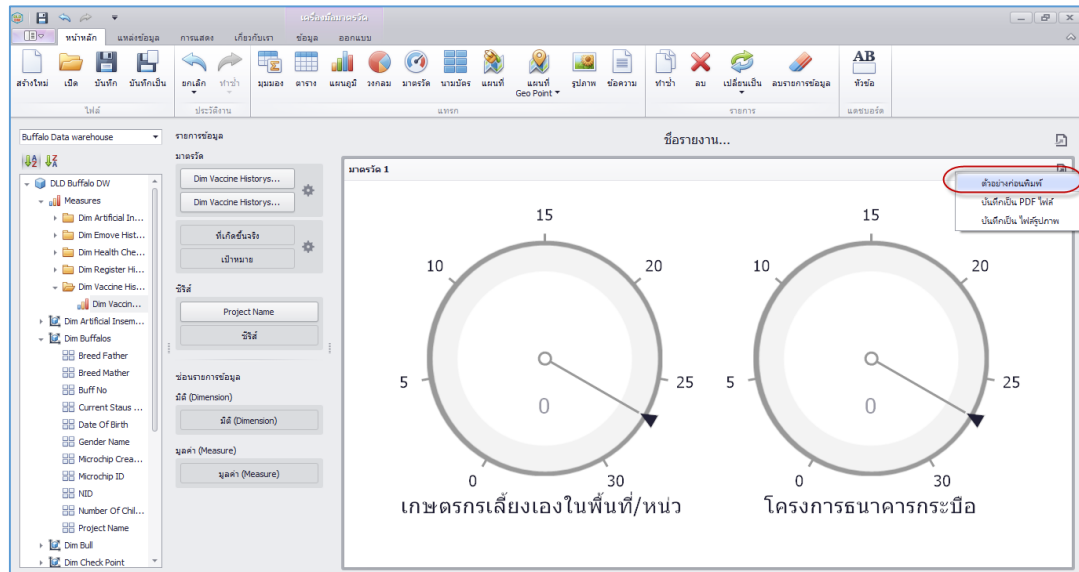 เครื่องมือมาตรวัด
หน้าหลัก แหล่งข้อมูล การแสดง เกี่ยวกับเรา ข้อมูล ออกแบบ
สร้างใหม่ เปิด บันทึก บันทึกเป็น ยกเลิก ทำซ้ำ มุมมอง ตาราง แผนภูมิ วงกลม มาตรวัด นามบัตร แผนที่ แผนที่ Geo Point รูปภาพ ข้อความ ทำซ้ำ ลบ เปลี่ยนเป็น ลบรายการข้อมูล AB หัวข้อ
ไฟล์ ประวัติงาน แทรก รายการ แดชบอร์ด
Buffalo Data warehouse
DLD Buffalo DW
Measures
Dim Artificial In...
Dim Emove Hist...
Dim Health Che...
Dim Register Hi...
Dim Vaccine His...
Dim Vaccin...
Dim Artificial Insem...
Dim Buffalos
Breed Father
Breed Mather
Buff No
Current Staus ...
Date Of Birth
Gender Name
Microchip Crea...
Microchip ID
NID
Number Of Chil...
Project Name
Dim Bull
Dim Check Point
รายการข้อมูล
มาตรวัด
Dim Vaccine Historys...
Dim Vaccine Historys...
ที่เกิดขึ้นจริง
เป้าหมาย
ซีรีส์
Project Name
ซีรีส์
ซ่อนรายการข้อมูล
มิติ (Dimension)
มิติ (Dimension)
มูลค่า (Measure)
มูลค่า (Measure)
ชื่อรายงาน...
มาตรวัด 1
ตัวอย่างก่อนพิมพ์
บันทึกเป็น PDF ไฟล์
บันทึกเป็น ไฟล์รูปภาพ
15
10 20
5 25
0
0 30
เกษตรกรเลี้ยงเองในพื้นที่/หน่ว
15
10 20
5 25
0
0 30
โครงการธนาคารกระบือ